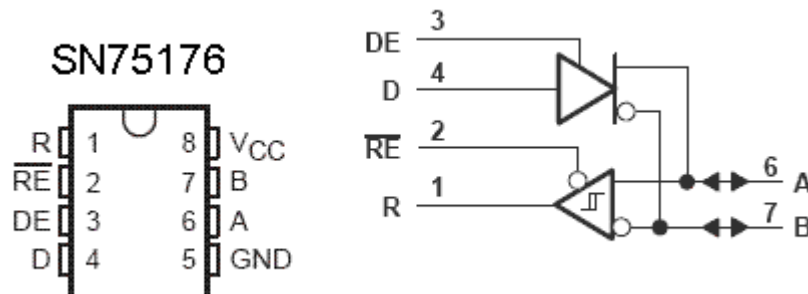 SN75176
R 1 8 VCC
RE 2 7 B
DE 3 6 A
D 4 5 GND
DE 3
D 4
RE 2
R 1
6 A
7 B